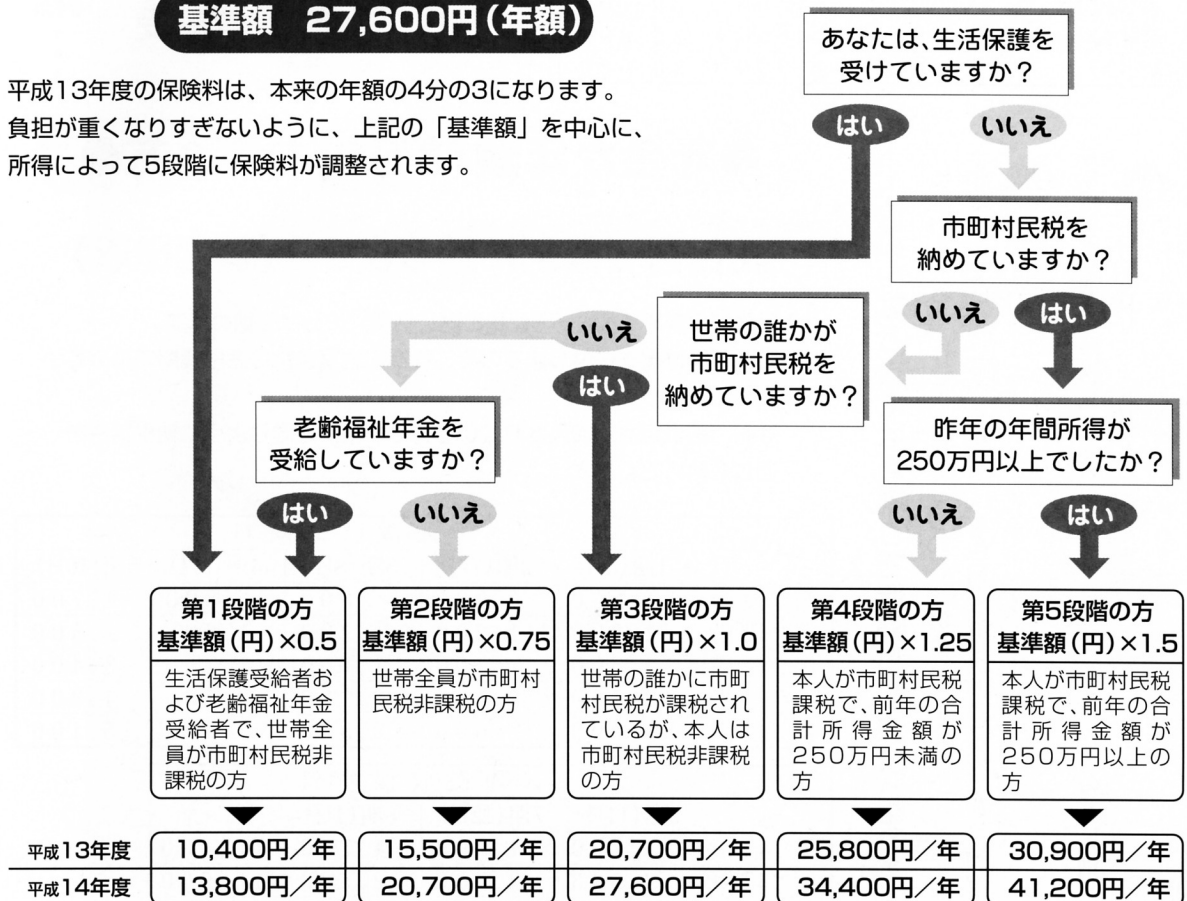 基準額 27,600円(年額)
平成13年度の保険料は、本来の年額の4分の3になります。
負担が重くなりすぎないように、上記の「基準額」を中心に、
所得によって5段階に保険料が調整されます。
あなたは、生活保護を
受けていますか?
はい
いいえ
市町村民税を
納めていますか?
いいえ
はい
世帯の誰かが
市町村民税を
納めていますか?
いいえ
はい
老齢福祉年金を
受給していますか?
はい
いいえ
昨年の年間所得が
250万円以上でしたか?
いいえ
はい
第1段階の方
基準額(円)×0.5
生活保護受給者お
よび老齢福祉年金
受給者で、世帯全
員が市町村民税非
課税の方
第2段階の方
基準額(円)×0.75
世帯全員が市町村
民税非課税の方
第3段階の方
基準額(円)×1.0
世帯の誰かに市町
村民税が課税され
ているが、本人は
市町村民税非課税
の方
第4段階の方
基準額(円)×1.25
本人が市町村民税
課税で、前年の合
計所得金額が
250万円未満の
方
第5段階の方
基準額(円)×1.5
本人が市町村民税
課税で、前年の合
計所得金額が
250万円以上の
方
平成13年度 10,400円/年 15,500円/年 20,700円/年 25,800円/年 30,900円/年
平成14年度 13,800円/年 20,700円/年 27,600円/年 34,400円/年 41,200円/年